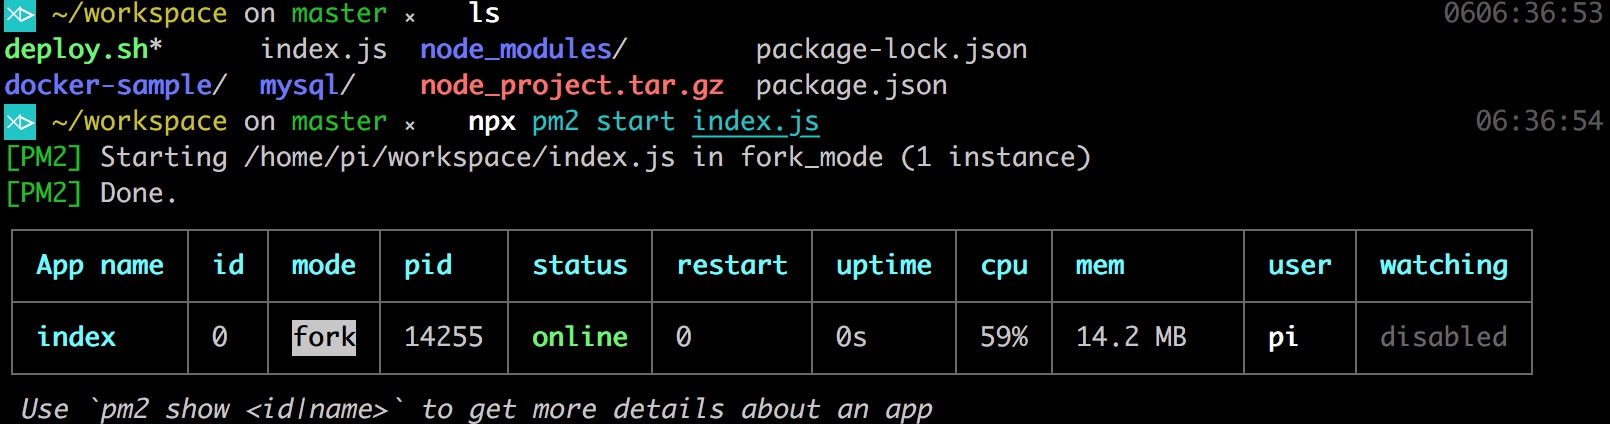 ~/workspace on master × ls 0606:36:53
deploy.sh* index.js node_modules/ package-lock.json
docker-sample/ mysql/ node_project.tar.gz package.json
~/workspace on master × npx pm2 start index.js 06:36:54
[PM2] Starting /home/pi/workspace/index.js in fork_mode (1 instance)
[PM2] Done.
App name id mode pid status restart uptime cpu mem user watching
index 0 fork 14255 online 0 0s 59% 14.2 MB pi disabled
Use `pm2 show <id|name>` to get more details about an app